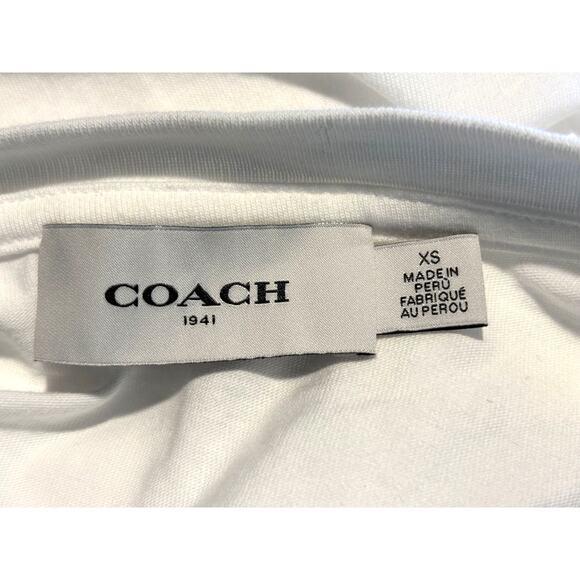 COACH
1941
XS
MADE IN
PERÚ
FABRIQUÉ
AU PEROU